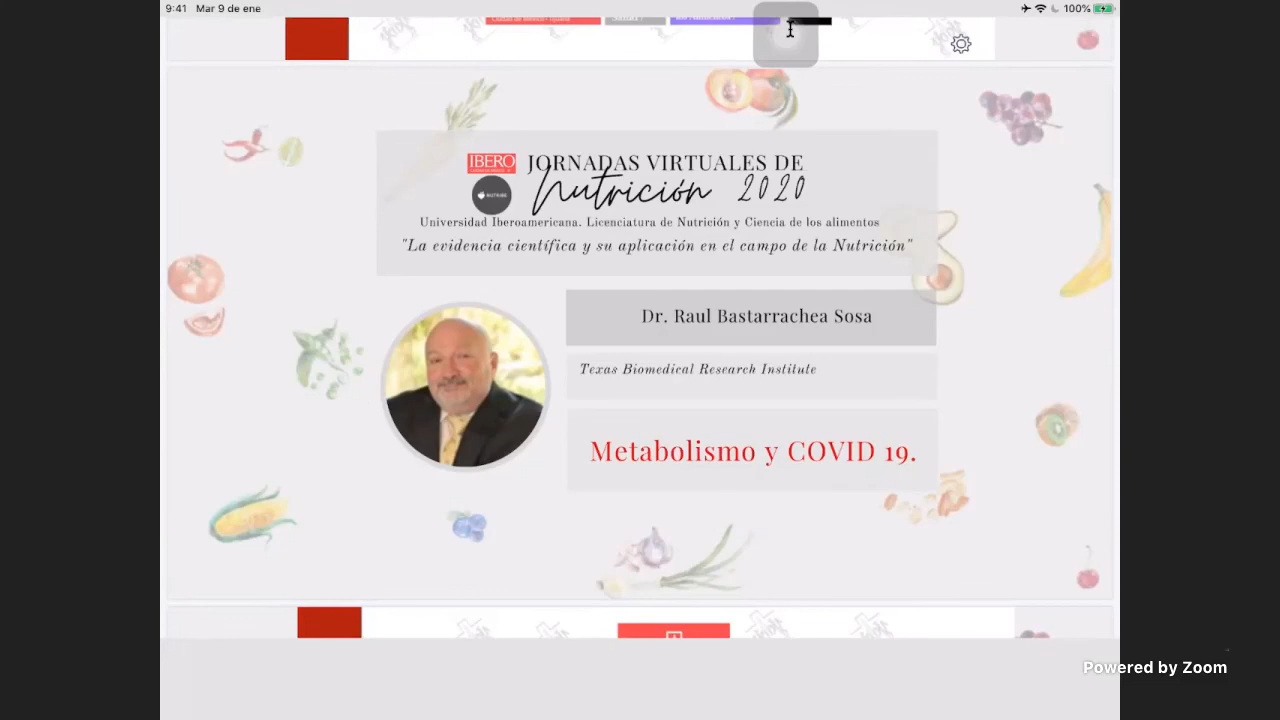 9:41 Mar 9 de ene
100%
IBERO
JORNADAS VIRTUALES DE
Nutrición 2020
Universidad Iberoamericana. Licenciatura de Nutrición y Ciencia de los alimentos
"La evidencia científica y su aplicación en el campo de la Nutrición"
Dr. Raul Bastarrachea Sosa
Texas Biomedical Research Institute
Metabolismo y COVID 19.
Powered by Zoom